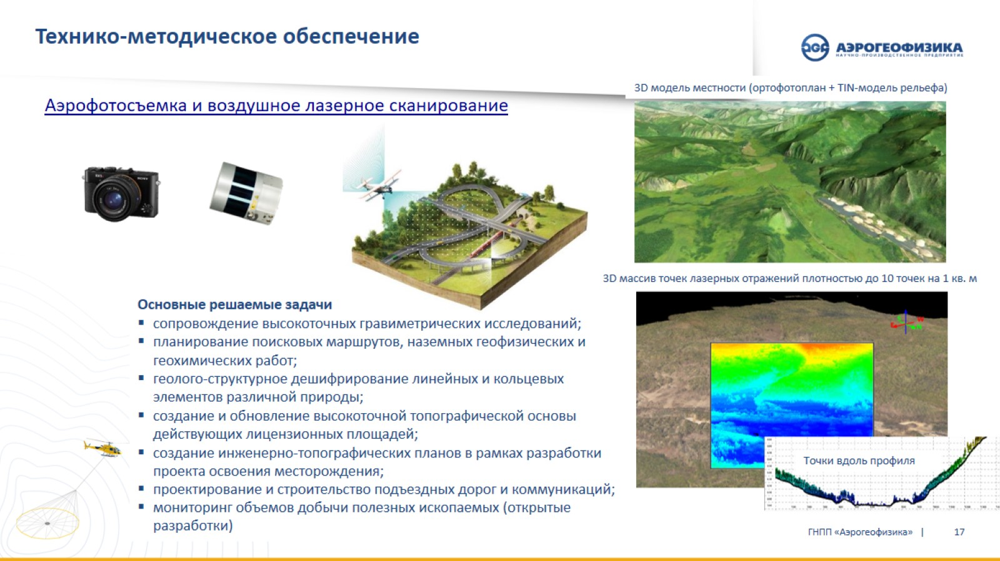 Технико-методическое обеспечение
АЭРОГЕОФИЗИКА
НАУЧНО-ПРОИЗВОДСТВЕННОЕ ПРЕДПРИЯТИЕ
3D модель местности (ортофотоплан + TIN-модель рельефа)
Аэрофотосъемка и воздушное лазерное сканирование
SONY
3D массив точек лазерных отражений плотностью до 10 точек на 1 кв. м
Основные решаемые задачи
▪ сопровождение высокоточных гравиметрических исследований;
▪ планирование поисковых маршрутов, наземных геофизических и
геохимических работ;
▪ геолого-структурное дешифрирование линейных и кольцевых
элементов различной природы;
▪ создание и обновление высокоточной топографической основы
действующих лицензионных площадей;
▪ создание инженерно-топографических планов в рамках разработки
проекта освоения месторождения;
▪ проектирование и строительство подъездных дорог и коммуникаций;
▪ мониторинг объемов добычи полезных ископаемых (открытые
разработки)
Точки вдоль профиля
ГНПП «Аэрогеофизика» |
17